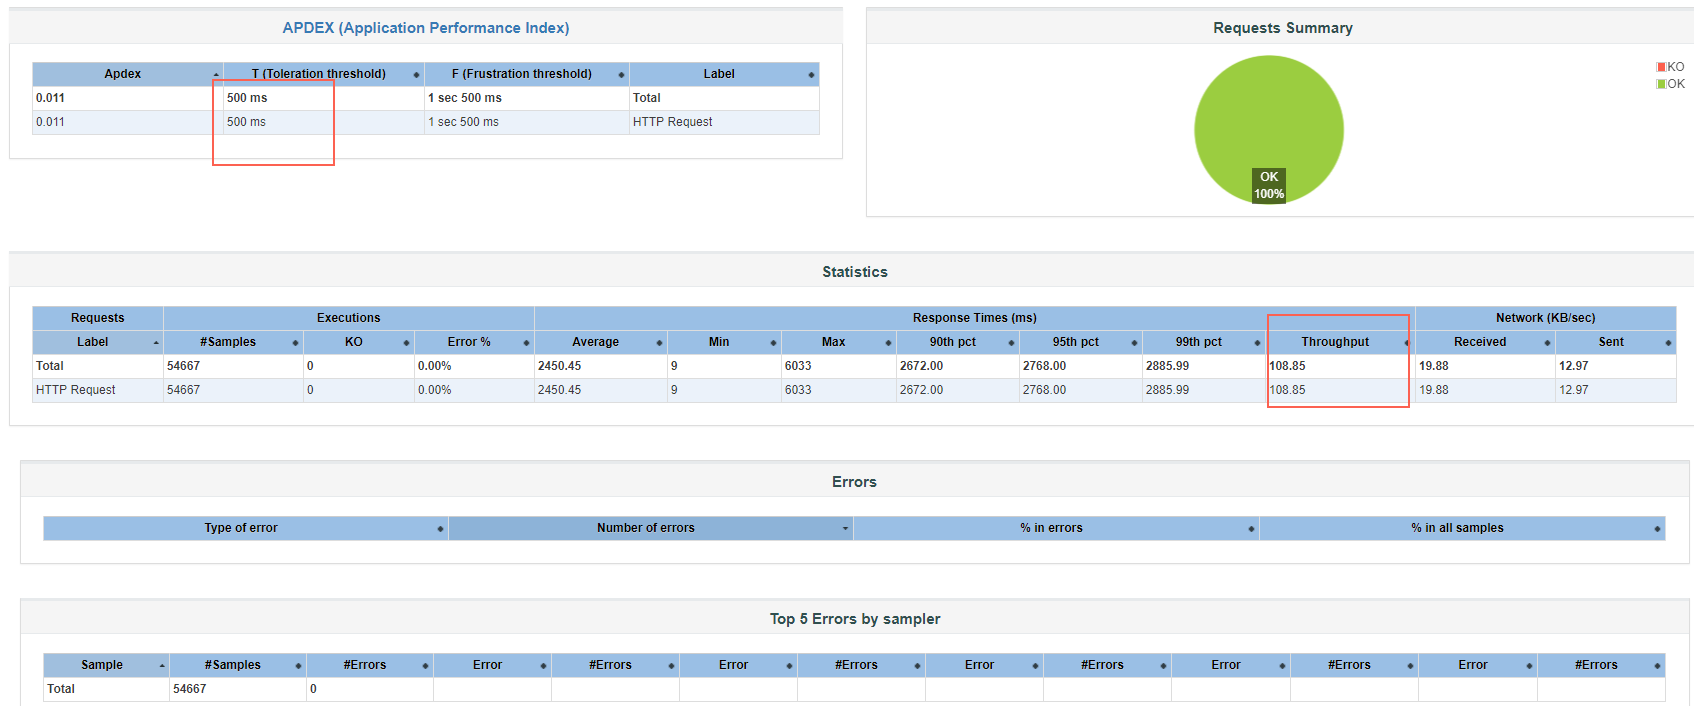 APDEX (Application Performance Index)
Apdex T (Toleration threshold) F (Frustration threshold) Label
0.011 500 ms 1 sec 500 ms Total
0.011 500 ms 1 sec 500 ms HTTP Request
Requests Summary
KO
OK
OK
100%
Statistics
Requests Executions Response Times (ms) Network (KB/sec)
Label #Samples KO Error % Average Min Max 90th pct 95th pct 99th pct Throughput Received Sent
Total 54667 0 0.00% 2450.45 9 6033 2672.00 2768.00 2885.99 108.85 19.88 12.97
HTTP Request 54667 0 0.00% 2450.45 9 6033 2672.00 2768.00 2885.99 108.85 19.88 12.97
Errors
Type of error Number of errors % in errors % in all samples
Top 5 Errors by sampler
Sample #Samples #Errors Error #Errors Error #Errors Error #Errors Error #Errors Error #Errors
Total 54667 0